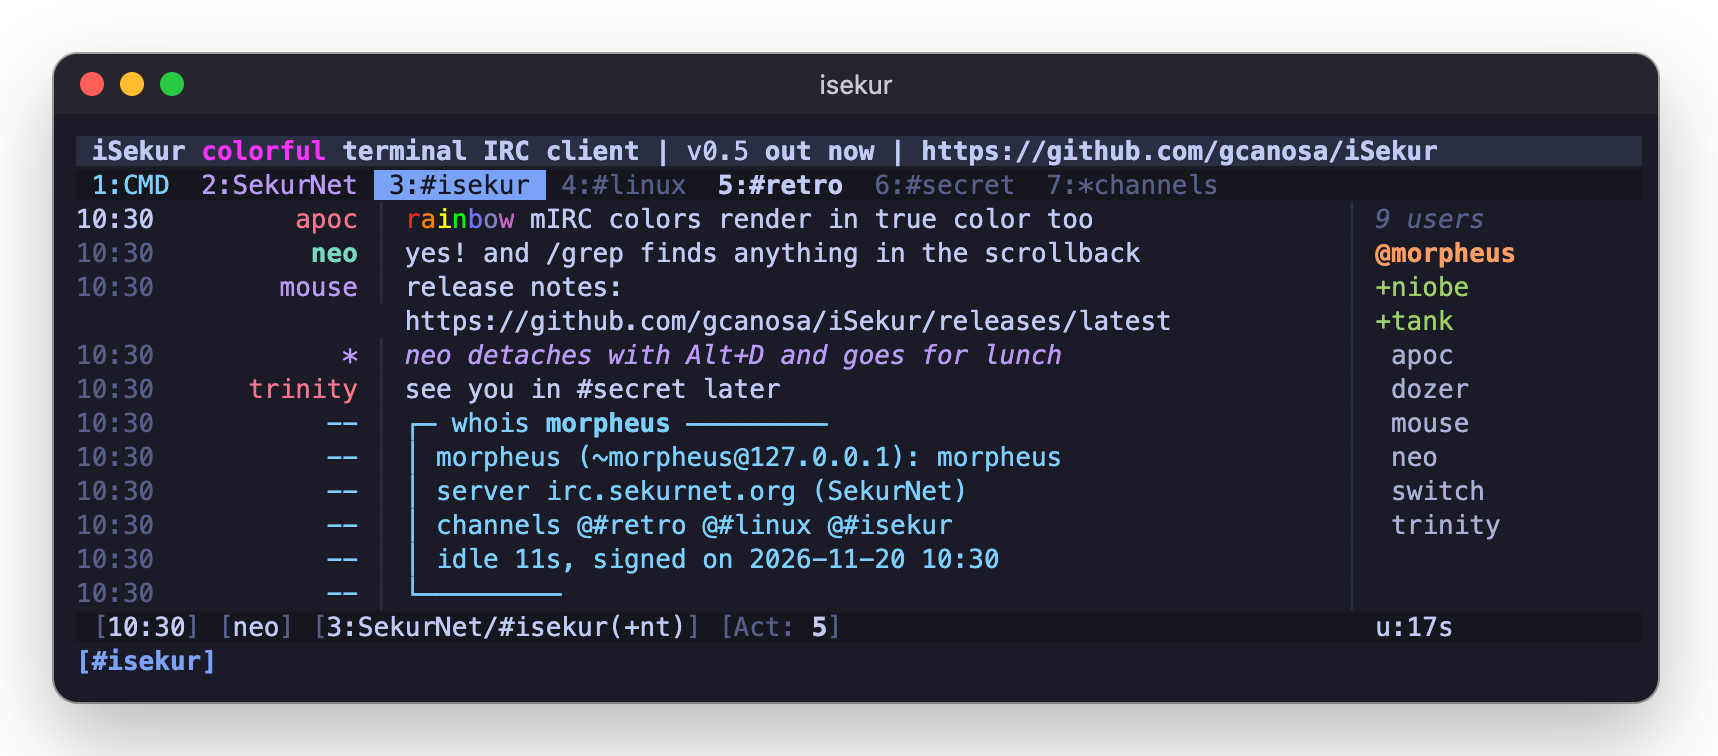 isekur
iSekur colorful terminal IRC client | v0.5 out now | https://github.com/gcanosa/iSekur
1:CMD 2:SekurNet 3:#isekur 4:#linux 5:#retro 6:#secret 7:*channels
10:30 apoc rainbow mIRC colors render in true color too 9 users
10:30 neo yes! and /grep finds anything in the scrollback @morpheus
10:30 mouse release notes: +niobe
https://github.com/gcanosa/iSekur/releases/latest +tank
10:30 * neo detaches with Alt+D and goes for lunch apoc
10:30 trinity see you in #secret later dozer
10:30 -- whois morpheus mouse
10:30 -- morpheus (~morpheus@127.0.0.1): morpheus neo
10:30 -- server irc.sekurnet.org (SekurNet) switch
10:30 -- channels @#retro @#linux @#isekur trinity
10:30 -- idle 11s, signed on 2026-11-20 10:30
10:30 --
[10:30] [neo] [3:SekurNet/#isekur(+nt)] [Act: 5] u:17s
[#isekur]